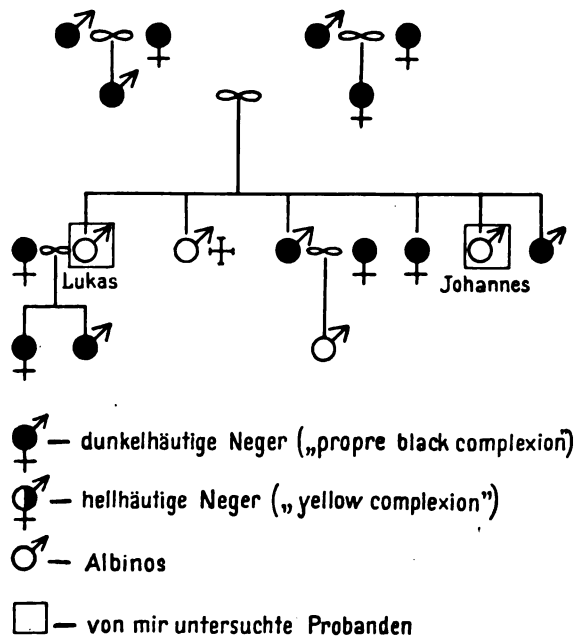 Lukas
Johannes
— dunkelhäutige Neger („propre black complexion”)
— hellhäutige Neger („yellow complexion”)
— Albinos
— von mir untersuchte Probanden